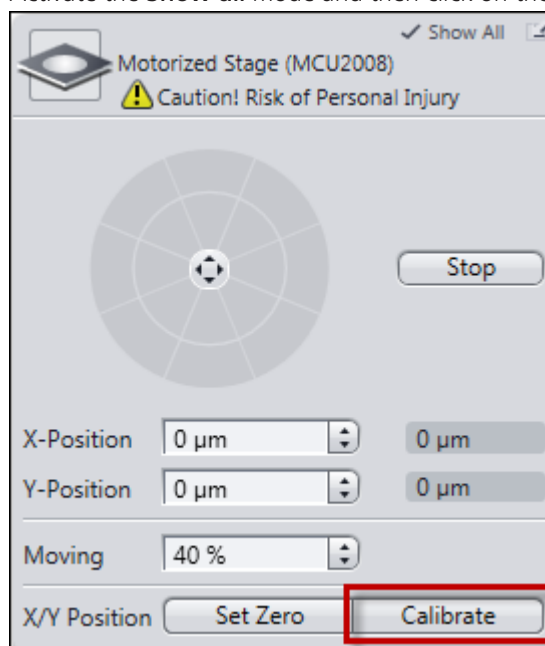 ✓ Show All
Motorized Stage (MCU2008)
Caution! Risk of Personal Injury
Stop
X-Position 0 µm 0 µm
Y-Position 0 µm 0 µm
Moving 40 %
X/Y Position Set Zero Calibrate